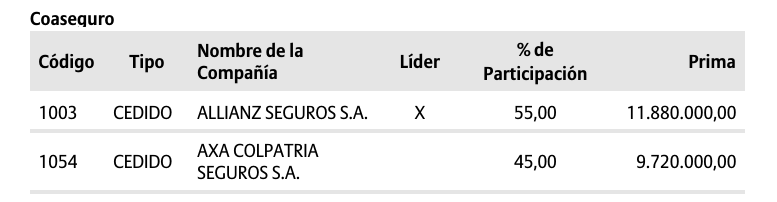 Coaseguro
Código Tipo Nombre de la Compañía Líder % de Participación Prima
1003 CEDIDO ALLIANZ SEGUROS S.A. X 55,00 11.880.000,00
1054 CEDIDO AXA COLPATRIA SEGUROS S.A. 45,00 9.720.000,00